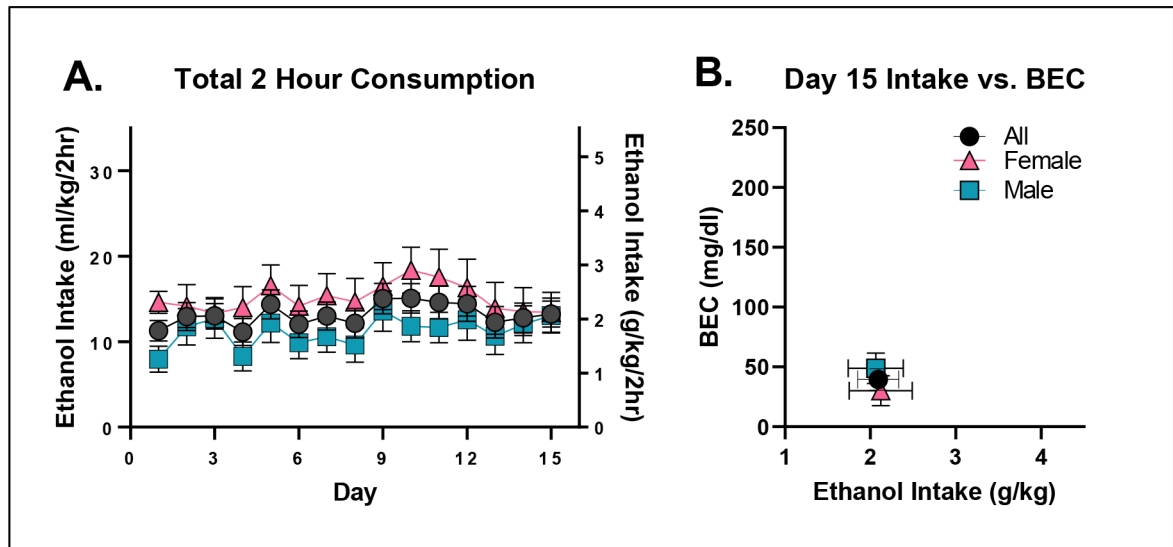 A. Total 2 Hour Consumption
Ethanol Intake (ml/kg/2hr)
30
20
10
0
5
4
3
2
1
0
Ethanol Intake (g/kg/2hr)
0 3 6 9 12 15
Day
B. Day 15 Intake vs. BEC
BEC (mg/dl)
250
200
150
100
50
0
All
Female
Male
1 2 3 4
Ethanol Intake (g/kg)